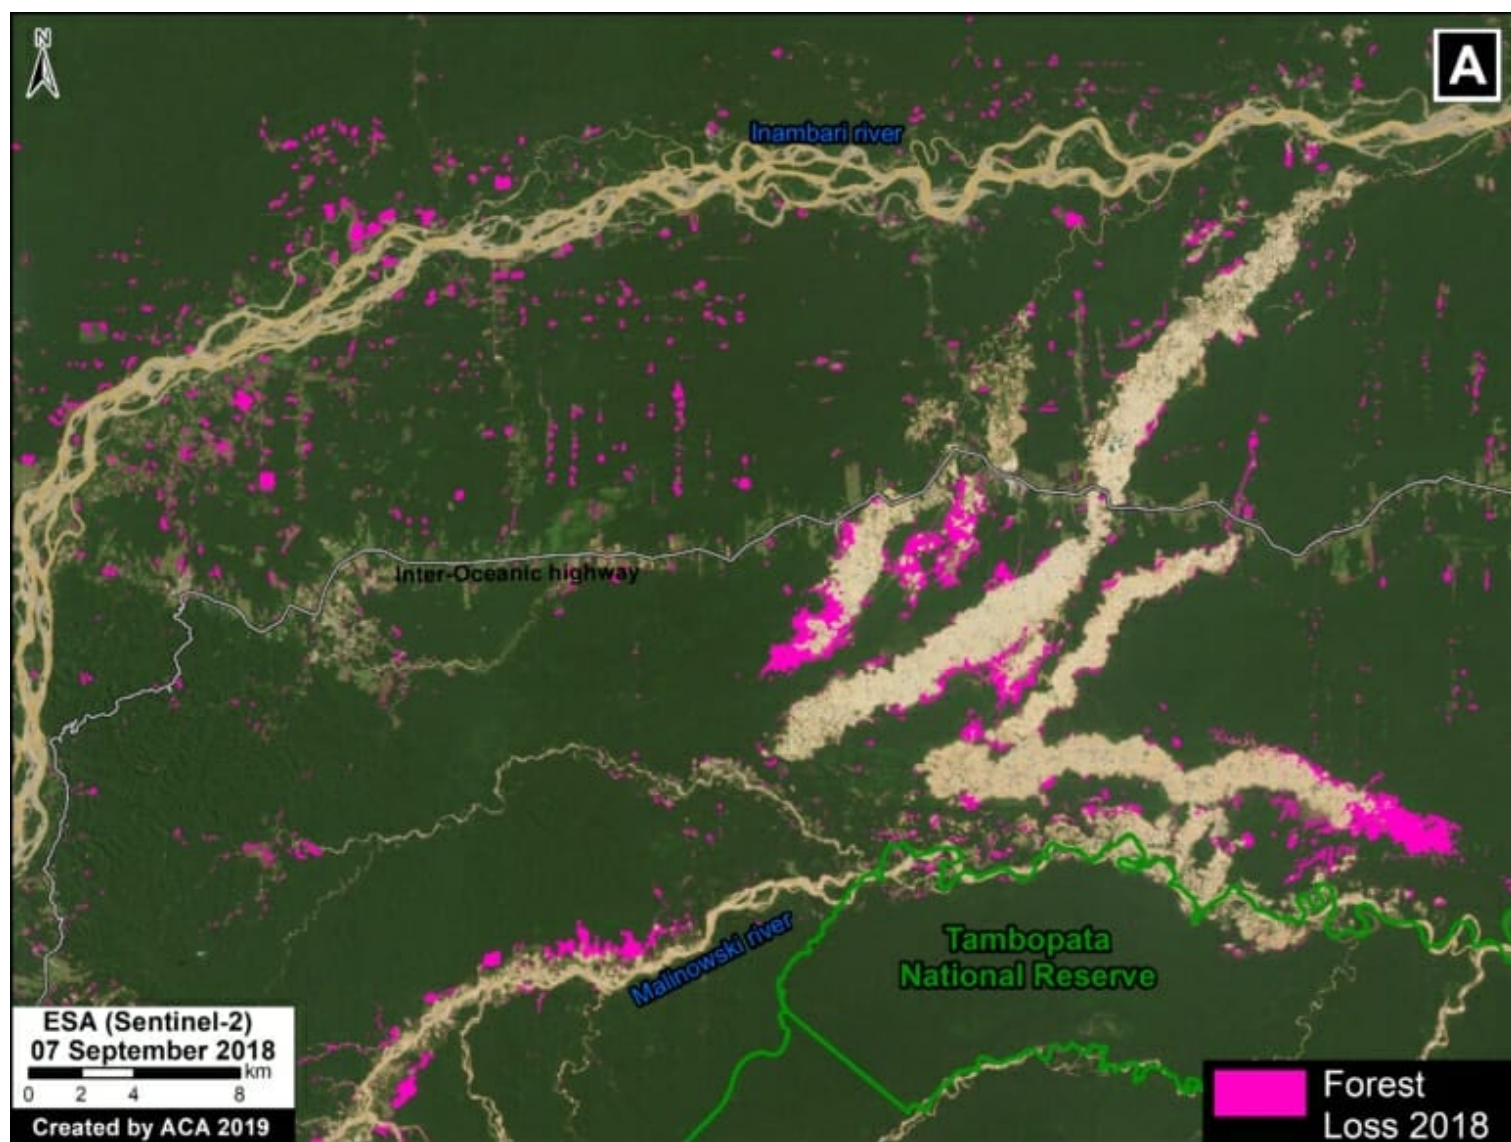 N
A
Inambari river
Inter-Oceanic highway
Malinowski river
Tambopata
National Reserve
ESA (Sentinel-2)
07 September 2018
km
0 2 4 8
Created by ACA 2019
Forest
Loss 2018